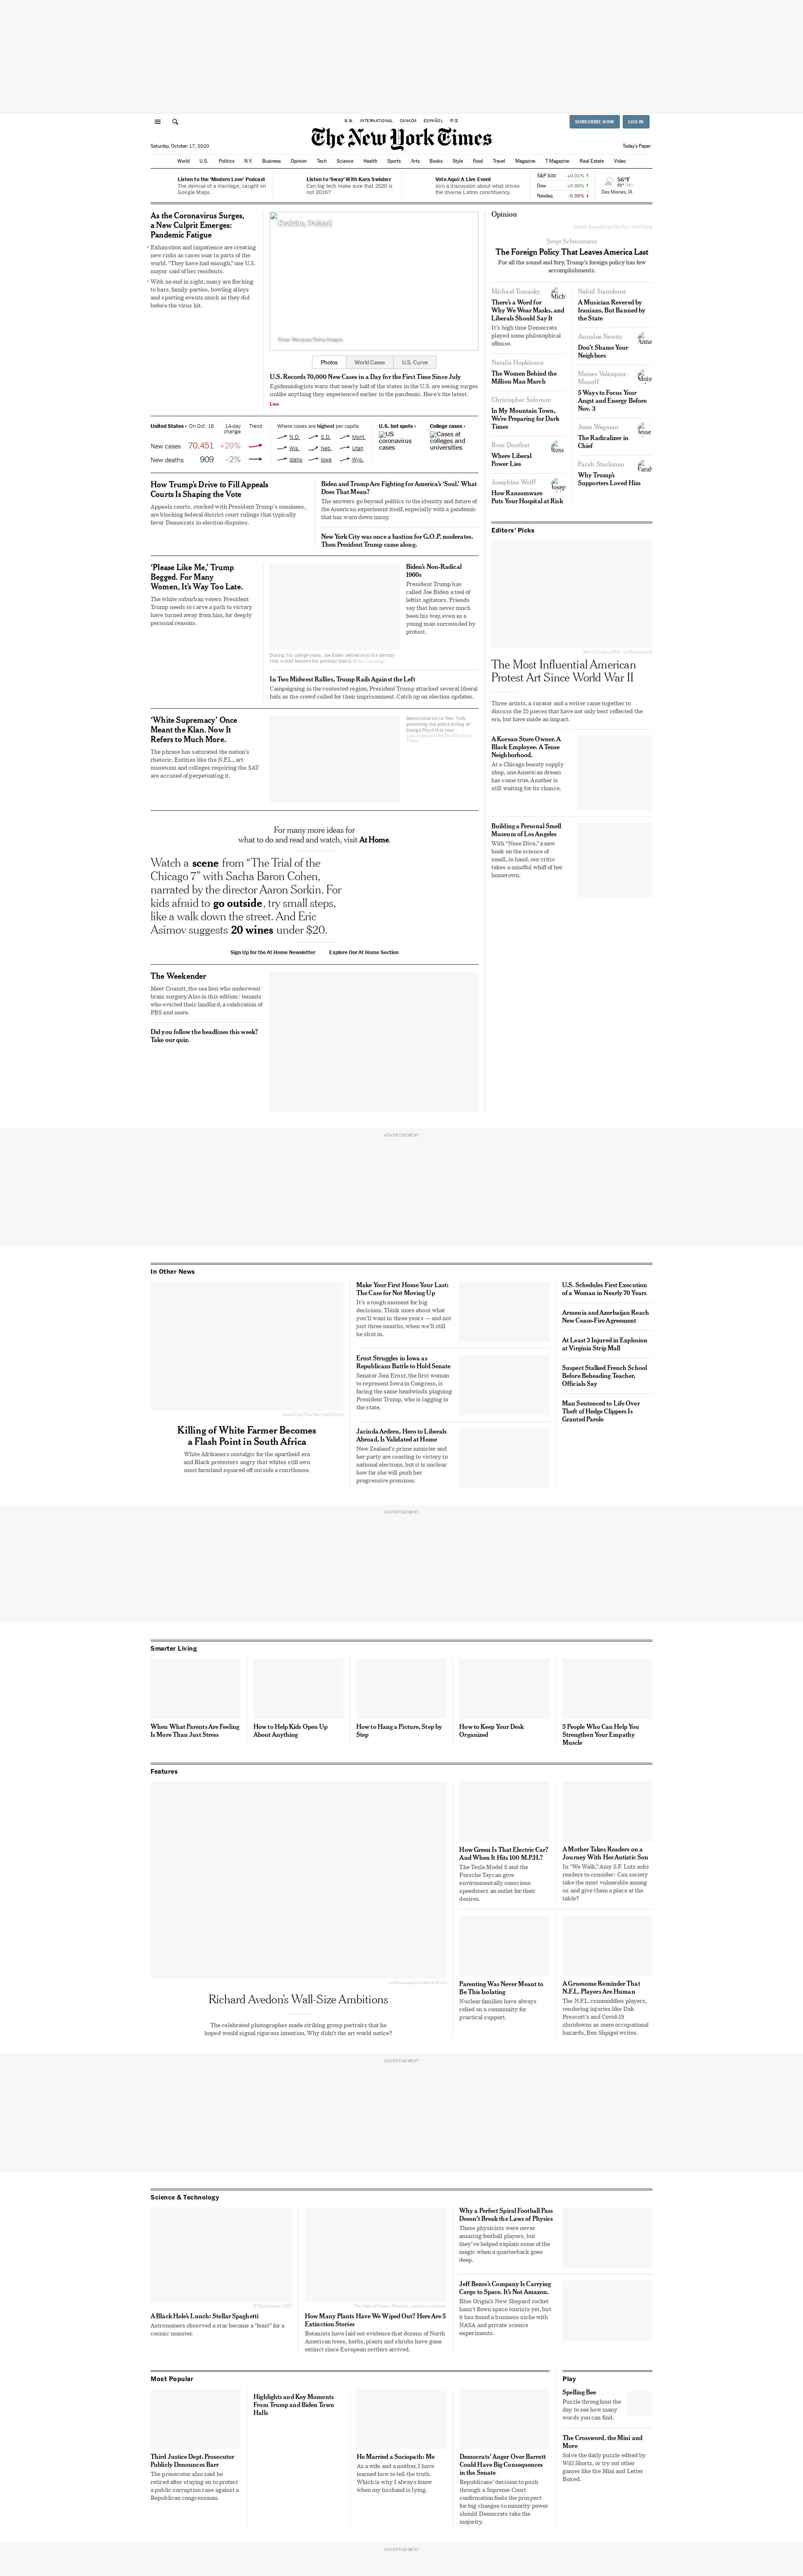 U.S. INTERNATIONAL CANADA ESPAÑOL 中文
SUBSCRIBE NOW LOG IN
The New York Times
Saturday, October 17, 2020
Today's Paper
World U.S. Politics N.Y. Business Opinion Tech Science Health Sports Arts Books Style Food Travel Magazine T Magazine Real Estate Video
Listen to the 'Modern Love' Podcast
The demise of a marriage, caught on
Google Maps.
Listen to 'Sway' With Kara Swisher
Can big tech make sure that 2020 is
not 2016?
Vote Aquí: A Live Event
Join a discussion about what drives
the diverse Latino constituency.
S&P 500 +0.01% ↑
Dow +0.39% ↑
Nasdaq -0.36% ↓
56°F
Des Moines, IA
As the Coronavirus Surges,
a New Culprit Emerges:
Pandemic Fatigue
• Exhaustion and impatience are creating
new risks as cases soar in parts of the
world. “They have had enough,” one U.S.
mayor said of her residents.
• With no end in sight, many are flocking
to bars, family parties, bowling alleys
and sporting events much as they did
before the virus hit.
Kraków, Poland
Omar Marques/Getty Images
Photos World Cases U.S. Curve
U.S. Records 70,000 New Cases in a Day for the First Time Since July
Epidemiologists warn that nearly half of the states in the U.S. are seeing surges
unlike anything they experienced earlier in the pandemic. Here's the latest.
Live
United States › On Oct. 16 14-day
change Trend
New cases 70,451 +29%
New deaths 909 –2%
Where cases are highest per capita
N.D. S.D. Mont.
Wis. Neb. Utah
Idaho Iowa Wyo.
U.S. hot spots ›
US
coronavirus
cases
College cases ›
Cases at
colleges and
universities
How Trump's Drive to Fill Appeals
Courts Is Shaping the Vote
Appeals courts, stocked with President Trump's nominees,
are blocking federal district court rulings that typically
favor Democrats in election disputes.
Biden and Trump Are Fighting for America's 'Soul.' What
Does That Mean?
The answers go beyond politics to the identity and future of
the American experiment itself, especially with a pandemic
that has worn down many.
New York City was once a bastion for G.O.P. moderates.
Then President Trump came along.
'Please Like Me,' Trump
Begged. For Many
Women, It's Way Too Late.
The white suburban voters President
Trump needs to carve a path to victory
have turned away from him, for deeply
personal reasons.
During his college years, Joe Biden settled into the identity
that would become his political brand. Biden Campaign
Biden's Non-Radical
1960s
President Trump has
called Joe Biden a tool of
leftist agitators. Friends
say that has never much
been his way, even as a
young man surrounded by
protest.
In Two Midwest Rallies, Trump Rails Against the Left
Campaigning in the contested region, President Trump attacked several liberal
foils as the crowd called for their imprisonment. Catch up on election updates.
'White Supremacy' Once
Meant the Klan. Now It
Refers to Much More.
The phrase has saturated the nation's
rhetoric. Entities like the N.F.L., art
museums and colleges requiring the SAT
are accused of perpetuating it.
Demonstrators in New York
protesting the police killing of
George Floyd this year.
For many more ideas for
what to do and read and watch, visit At Home.
Watch a scene from “The Trial of the
Chicago 7” with Sacha Baron Cohen,
narrated by the director Aaron Sorkin. For
kids afraid to go outside, try small steps,
like a walk down the street. And Eric
Asimov suggests 20 wines under $20.
Sign Up for the At Home Newsletter Explore Our At Home Section
The Weekender
Meet Cronutt, the sea lion who underwent
brain surgery. Also in this edition: tenants
who evicted their landlord, a celebration of
PBS and more.
Did you follow the headlines this week?
Take our quiz.
Opinion
Serge Schmemann
The Foreign Policy That Leaves America Last
For all the sound and fury, Trump's foreign policy has few
accomplishments.
Michael Tomasky
There's a Word for
Why We Wear Masks, and
Liberals Should Say It
It's high time Democrats
played some philosophical
offense.
Natalie Hopkinson
The Women Behind the
Million Man March
Christopher Solomon
In My Mountain Town,
We're Preparing for Dark
Times
Ross Douthat
Where Liberal
Power Lies
Josephine Wolff
How Ransomware
Puts Your Hospital at Risk
Nahid Siamdoust
A Musician Revered by
Iranians, But Banned by
the State
Annalee Newitz
Don't Shame Your
Neighbors
Moises Velasquez-
Manoff
5 Ways to Focus Your
Angst and Energy Before
Nov. 3
Jesse Wegman
The Radicalizer in
Chief
Farah Stockman
Why Trump's
Supporters Loved Him
Editors' Picks
The Most Influential American
Protest Art Since World War II
Three artists, a curator and a writer came together to
discuss the 25 pieces that have not only best reflected the
era, but have made an impact.
A Korean Store Owner. A
Black Employee. A Tense
Neighborhood.
At a Chicago beauty supply
shop, one American dream
has come true. Another is
still waiting for its chance.
Building a Personal Smell
Museum of Los Angeles
With “Nose Dive,” a new
book on the science of
smell, in hand, our critic
takes a mindful whiff of her
hometown.
ADVERTISEMENT
In Other News
Killing of White Farmer Becomes
a Flash Point in South Africa
White Afrikaners nostalgic for the apartheid era
and Black protesters angry that whites still own
most farmland squared off outside a courthouse.
Make Your First Home Your Last:
The Case for Not Moving Up
It's a tough moment for big
decisions. Think more about what
you'll want in three years — and not
just three months, when we'll still
be shut in.
Ernst Struggles in Iowa as
Republicans Battle to Hold Senate
Senator Joni Ernst, the first woman
to represent Iowa in Congress, is
facing the same headwinds plaguing
President Trump, who is lagging in
the state.
Jacinda Ardern, Hero to Liberals
Abroad, Is Validated at Home
New Zealand's prime minister and
her party are coasting to victory in
national elections, but it is unclear
how far she will push her
progressive promises.
U.S. Schedules First Execution
of a Woman in Nearly 70 Years
Armenia and Azerbaijan Reach
New Cease-Fire Agreement
At Least 3 Injured in Explosion
at Virginia Strip Mall
Suspect Stalked French School
Before Beheading Teacher,
Officials Say
Man Sentenced to Life Over
Theft of Hedge Clippers Is
Granted Parole
ADVERTISEMENT
Smarter Living
When What Parents Are Feeling
Is More Than Just Stress
How to Help Kids Open Up
About Anything
How to Hang a Picture, Step by
Step
How to Keep Your Desk
Organized
5 People Who Can Help You
Strengthen Your Empathy
Muscle
Features
Richard Avedon's Wall-Size Ambitions
The celebrated photographer made striking group portraits that he
hoped would signal rigorous intention. Why didn't the art world notice?
How Green Is That Electric Car?
And When It Hits 100 M.P.H.?
The Tesla Model S and the
Porsche Taycan give
environmentally conscious
speedsters an outlet for their
desires.
A Mother Takes Readers on a
Journey With Her Autistic Son
In “We Walk,” Amy S.F. Lutz asks
readers to consider: Can society
take the most vulnerable among
us and give them a place at the
table?
Parenting Was Never Meant to
Be This Isolating
Nuclear families have always
relied on a community for
practical support.
A Gruesome Reminder That
N.F.L. Players Are Human
The N.F.L. commodifies players,
rendering injuries like Dak
Prescott's and Covid-19
shutdowns as mere occupational
hazards, Ben Shpigel writes.
ADVERTISEMENT
Science & Technology
A Black Hole's Lunch: Stellar Spaghetti
Astronomers observed a star become a “feast” for a
cosmic monster.
How Many Plants Have We Wiped Out? Here Are 5
Extinction Stories
Botanists have laid out evidence that dozens of North
American trees, herbs, plants and shrubs have gone
extinct since European settlers arrived.
Why a Perfect Spiral Football Pass
Doesn't Break the Laws of Physics
These physicists were never
amazing football players, but
they've helped explain some of the
magic when a quarterback goes
deep.
Jeff Bezos's Company Is Carrying
Cargo to Space. It's Not Amazon.
Blue Origin's New Shepard rocket
hasn't flown space tourists yet, but
it has found a business niche with
NASA and private science
experiments.
Most Popular
Third Justice Dept. Prosecutor
Publicly Denounces Barr
The prosecutor also said he
retired after staying on to protect
a public corruption case against a
Republican congressman.
Highlights and Key Moments
From Trump and Biden Town
Halls
He Married a Sociopath: Me
As a wife and mother, I have
learned how to tell the truth.
Which is why I always know
when my husband is lying.
Democrats' Anger Over Barrett
Could Have Big Consequences
in the Senate
Republicans' decision to push
through a Supreme Court
confirmation fuels the prospect
for big changes to minority power
should Democrats take the
majority.
Play
Spelling Bee
Puzzle throughout the
day to see how many
words you can find.
The Crossword, the Mini and
More
Solve the daily puzzle edited by
Will Shortz, or try out other
games like the Mini and Letter
Boxed.
ADVERTISEMENT